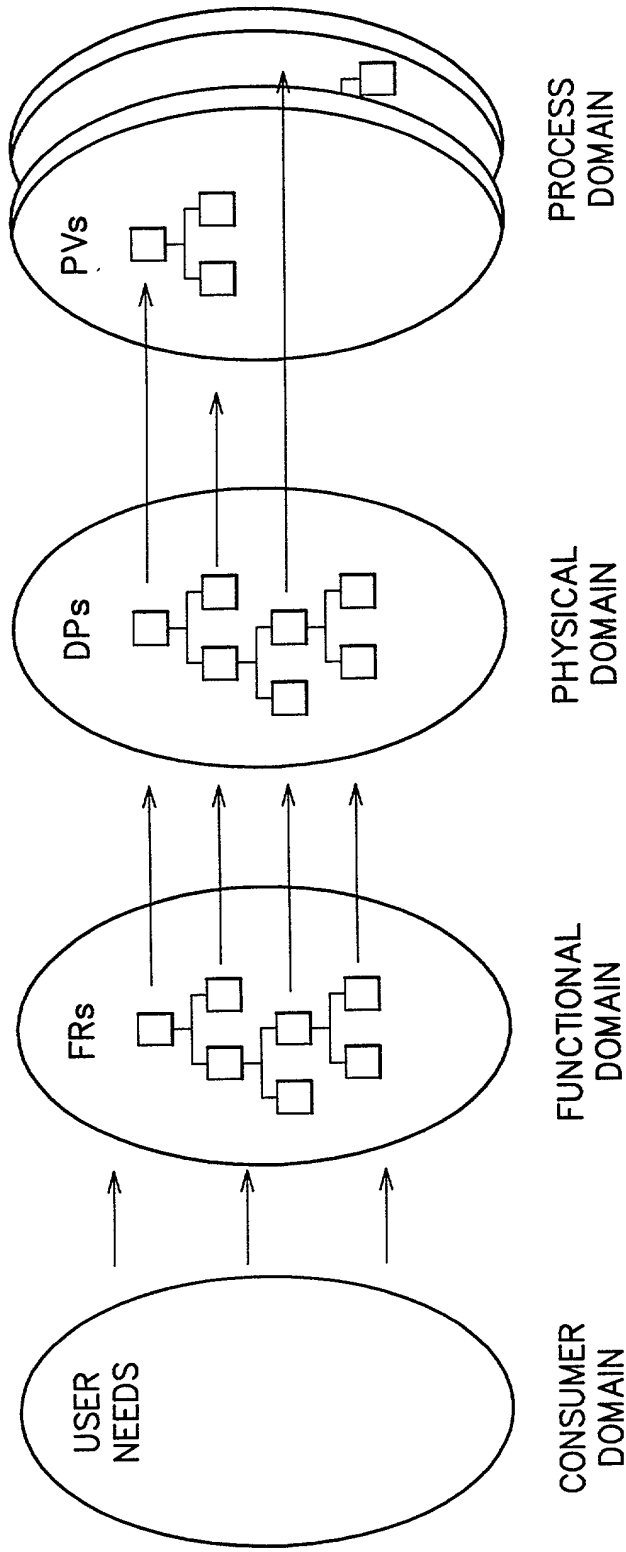 USER
NEEDS
FRs
DPs
PVs
CONSUMER
DOMAIN
FUNCTIONAL
DOMAIN
PHYSICAL
DOMAIN
PROCESS
DOMAIN